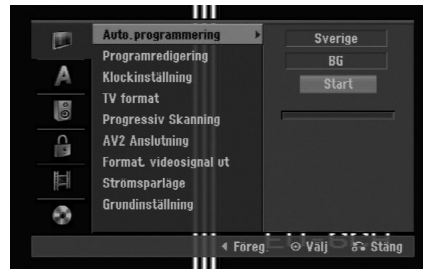 Auto. programmering
Programredigering
Klockinställning
TV format
Progressiv Skanning
AV2 Anslutning
Format. videosignal ut
Strömsparläge
Grundinställning
Sverige
BG
Start
A
Föreg. Välj Stäng